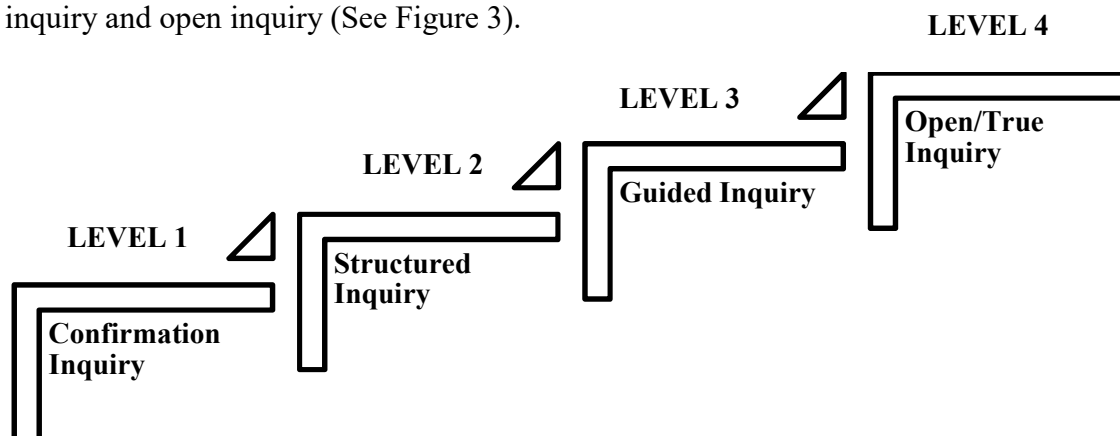 inquiry and open inquiry (See Figure 3).
LEVEL 4
LEVEL 3
Open/True
Inquiry
LEVEL 2
Guided Inquiry
LEVEL 1
Structured
Inquiry
Confirmation
Inquiry